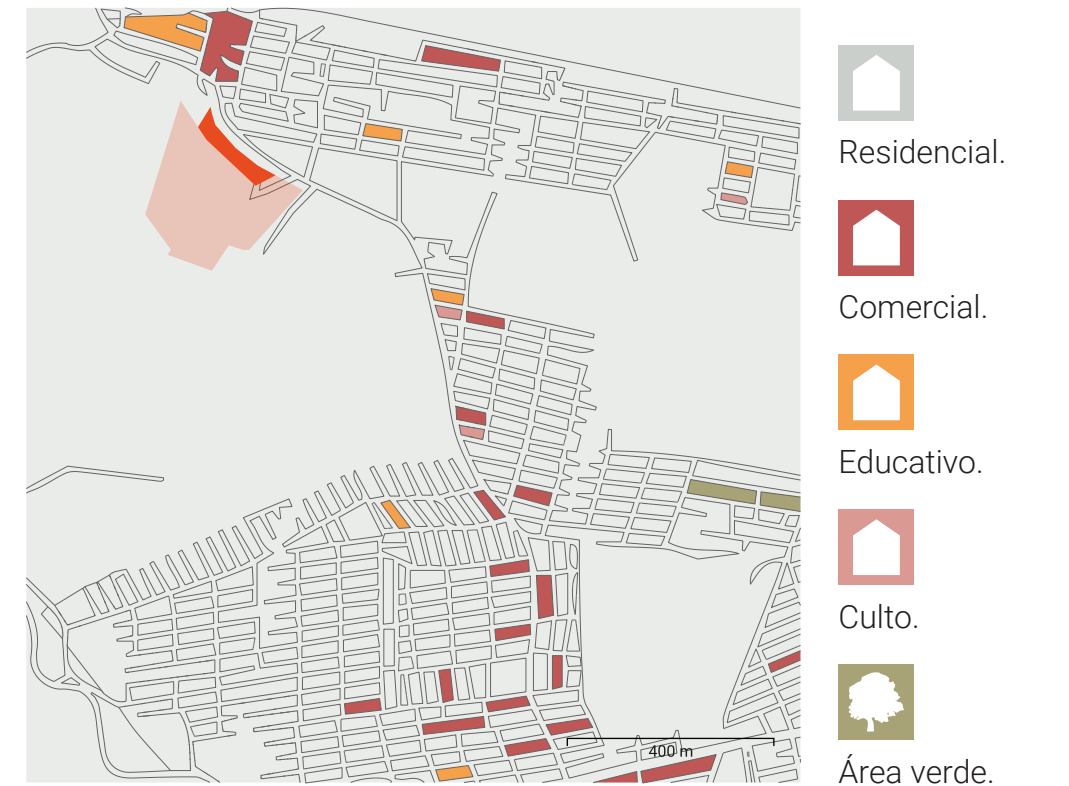 Residencial.
Comercial.
Educativo.
Culto.
Área verde.
400 m